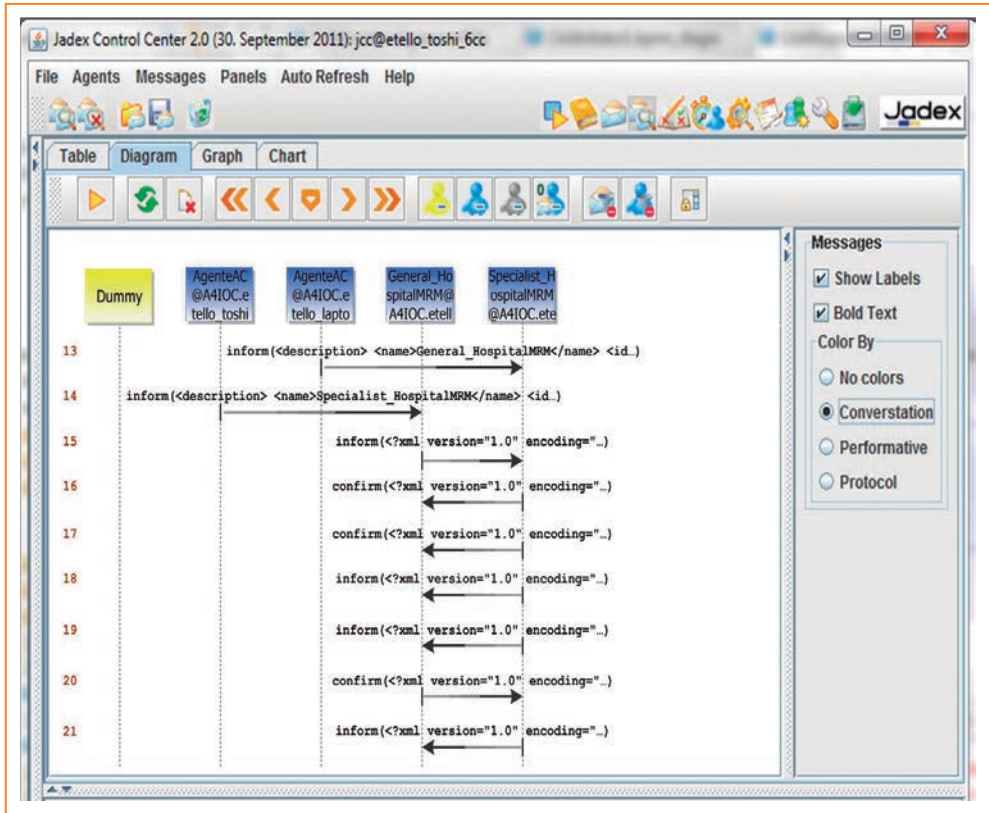 Jadex Control Center 2.0 (30. September 2011): jcc@etello_toshi_6cc
File Agents Messages Panels Auto Refresh Help
Jadex
Table Diagram Graph Chart
Messages
Show Labels
Bold Text
Color By
No colors
Converstation
Performative
Protocol
Dummy
AgenteAC
@A4IOC.e
tello_toshi
AgenteAC
@A4IOC.e
tello_lapto
General_Ho
spitalMRM@
A4IOC.etell
Specialist_H
ospitalMRM
@A4IOC.ete
13 inform(<description> <name>General_HospitalMRM</name> <id…)
14 inform(<description> <name>Specialist_HospitalMRM</name> <id…)
15 inform(<?xml version="1.0" encoding="…)
16 confirm(<?xml version="1.0" encoding="…)
17 confirm(<?xml version="1.0" encoding="…)
18 inform(<?xml version="1.0" encoding="…)
19 inform(<?xml version="1.0" encoding="…)
20 confirm(<?xml version="1.0" encoding="…)
21 inform(<?xml version="1.0" encoding="…)